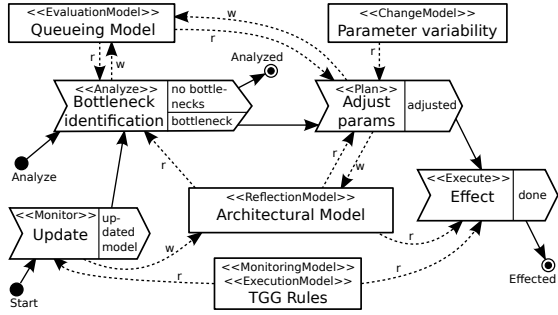 <<EvaluationModel>>
Queueing Model
w
r
<<ChangeModel>>
Parameter variability
r
w
r
Analyzed
<<Analyze>>
Bottleneck
identification
no bottle-
necks
bottleneck
<<Plan>>
Adjust
params
adjusted
Analyze
r
r
w
<<Execute>>
Effect
done
<<Monitor>>
Update
up-
dated
model
<<ReflectionModel>>
Architectural Model
w
r
r
r
<<MonitoringModel>>
<<ExecutionModel>>
TGG Rules
Start
Effected